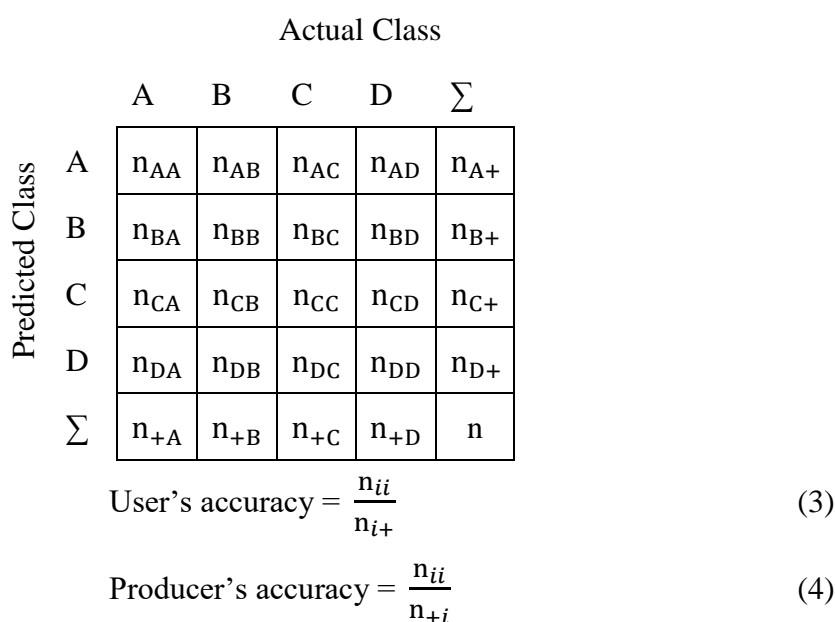 Actual Class
A B C D ∑
Predicted Class
A n_AA n_AB n_AC n_AD n_A+
B n_BA n_BB n_BC n_BD n_B+
C n_CA n_CB n_CC n_CD n_C+
D n_DA n_DB n_DC n_DD n_D+
∑ n_+A n_+B n_+C n_+D n
User's accuracy = n_ii / n_i+ (3)
Producer's accuracy = n_ii / n_+i (4)